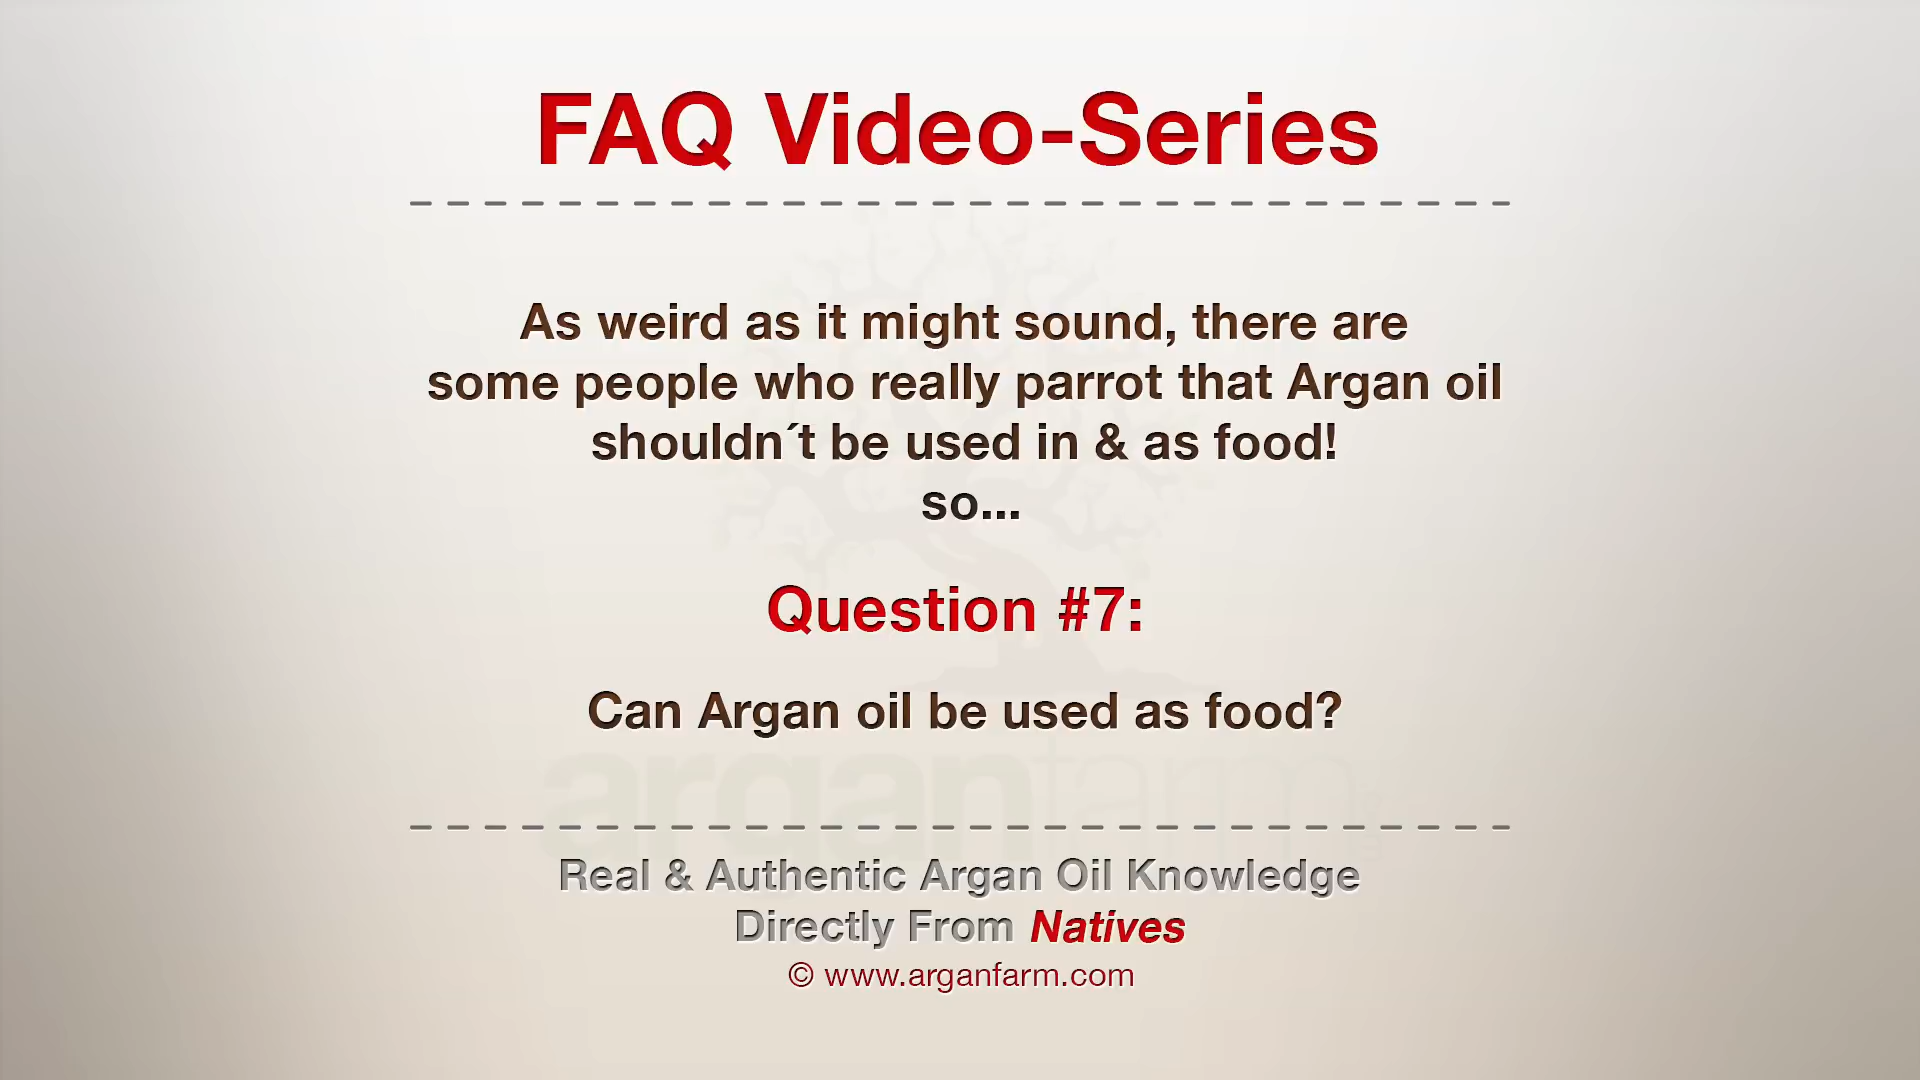 FAQ Video-Series
As weird as it might sound, there are
some people who really parrot that Argan oil
shouldn´t be used in & as food!
so...
Question #7:
Can Argan oil be used as food?
arganfarm
Real & Authentic Argan Oil Knowledge
Directly From Natives
© www.arganfarm.com